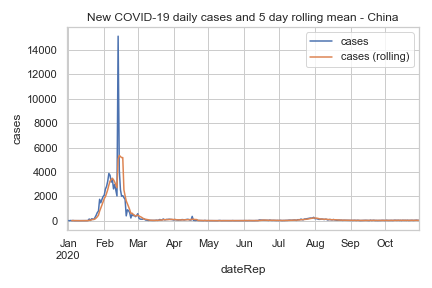 New COVID-19 daily cases and 5 day rolling mean - China
cases
cases (rolling)
cases
14000
12000
10000
8000
6000
4000
2000
0
Jan Feb Mar Apr May Jun Jul Aug Sep Oct
2020
dateRep